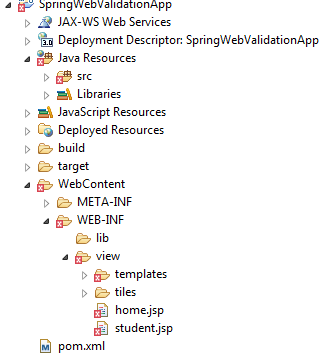 SpringWebValidationApp
JAX-WS Web Services
Deployment Descriptor: SpringWebValidationApp
Java Resources
src
Libraries
JavaScript Resources
Deployed Resources
build
target
WebContent
META-INF
WEB-INF
lib
view
templates
tiles
home.jsp
student.jsp
pom.xml